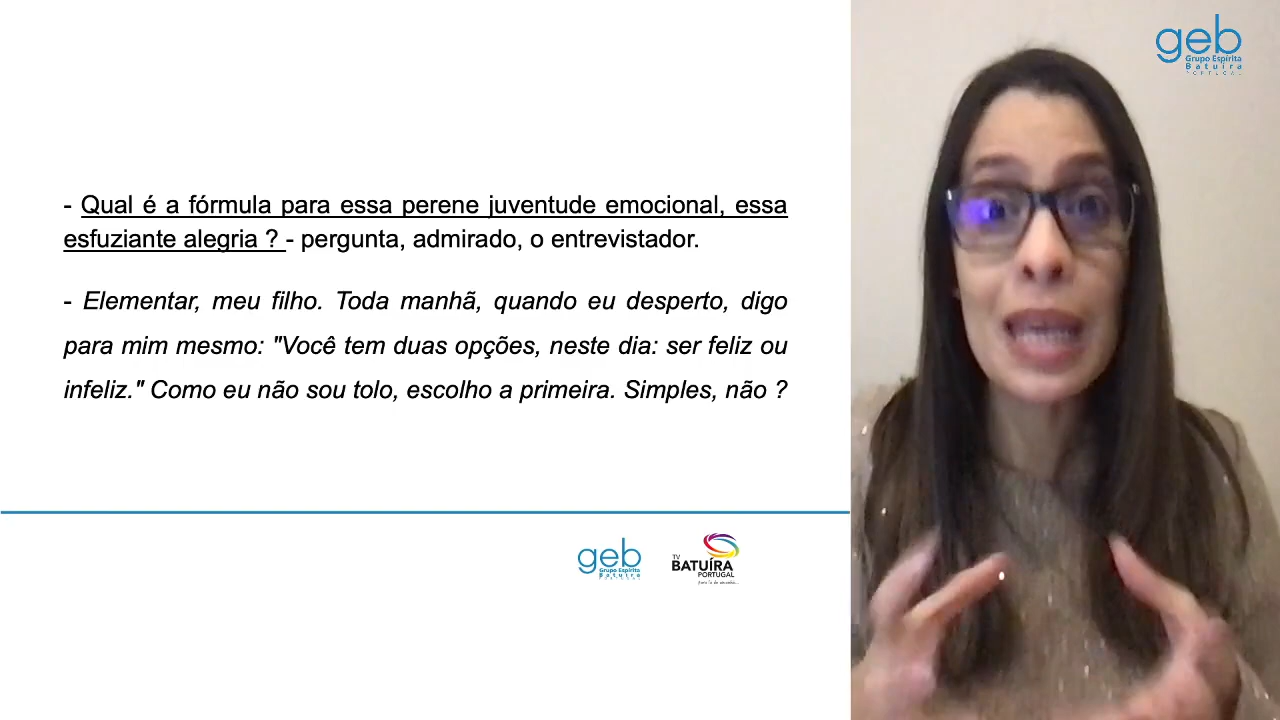 geb
Grupo Espírita
Batuíra
PORTUGAL
- Qual é a fórmula para essa perene juventude emocional, essa
esfuziante alegria ? - pergunta, admirado, o entrevistador.
- Elementar, meu filho. Toda manhã, quando eu desperto, digo
para mim mesmo: "Você tem duas opções, neste dia: ser feliz ou
infeliz." Como eu não sou tolo, escolho a primeira. Simples, não ?
geb
Grupo Espírita
Batuíra
PORTUGAL
TV
BATUÍRA
PORTUGAL